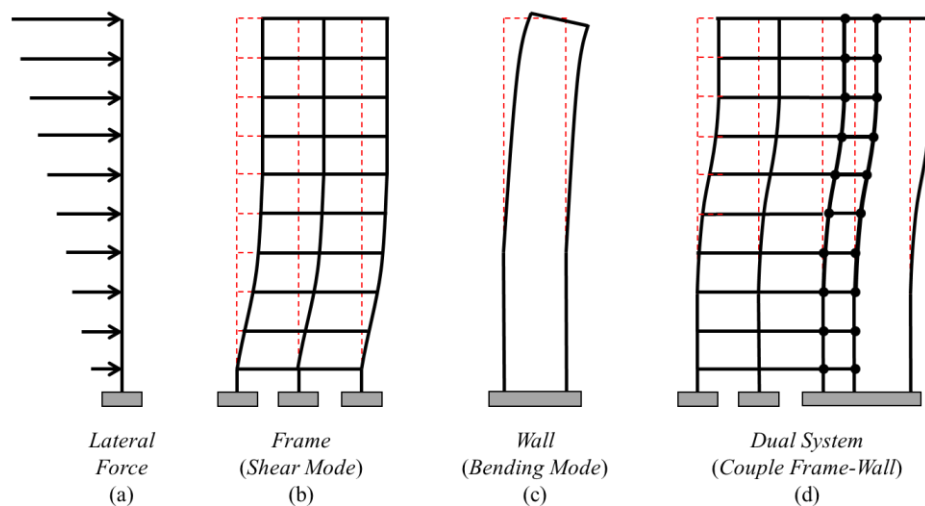 Lateral
Force
(a)
Frame
(Shear Mode)
(b)
Wall
(Bending Mode)
(c)
Dual System
(Couple Frame-Wall)
(d)